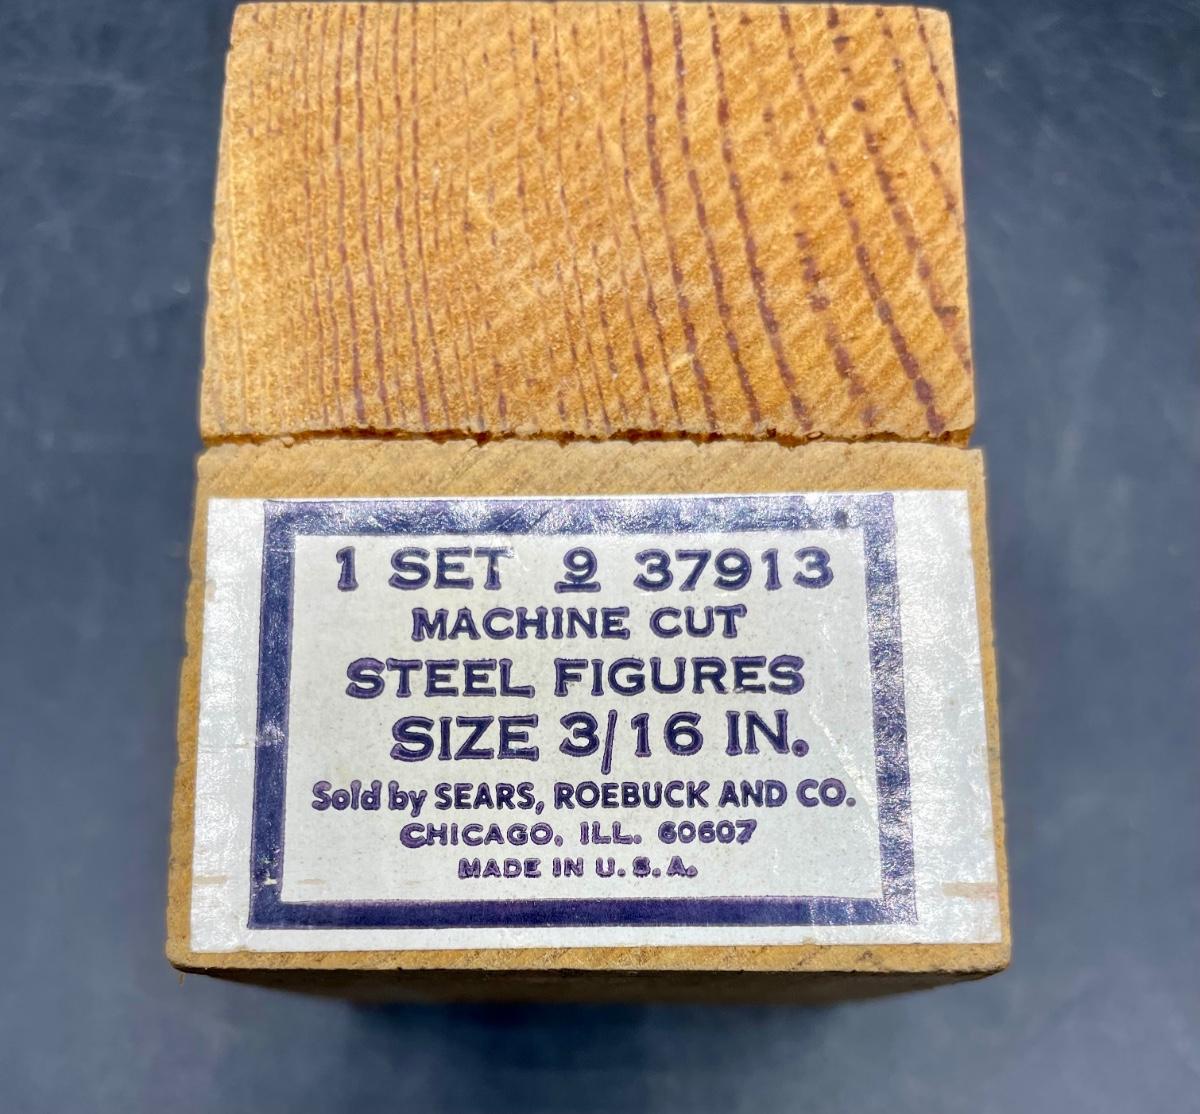 1 SET 9 37913
MACHINE CUT
STEEL FIGURES
SIZE 3/16 IN.
Sold by SEARS, ROEBUCK AND CO.
CHICAGO, ILL. 60607
MADE IN U.S.A.